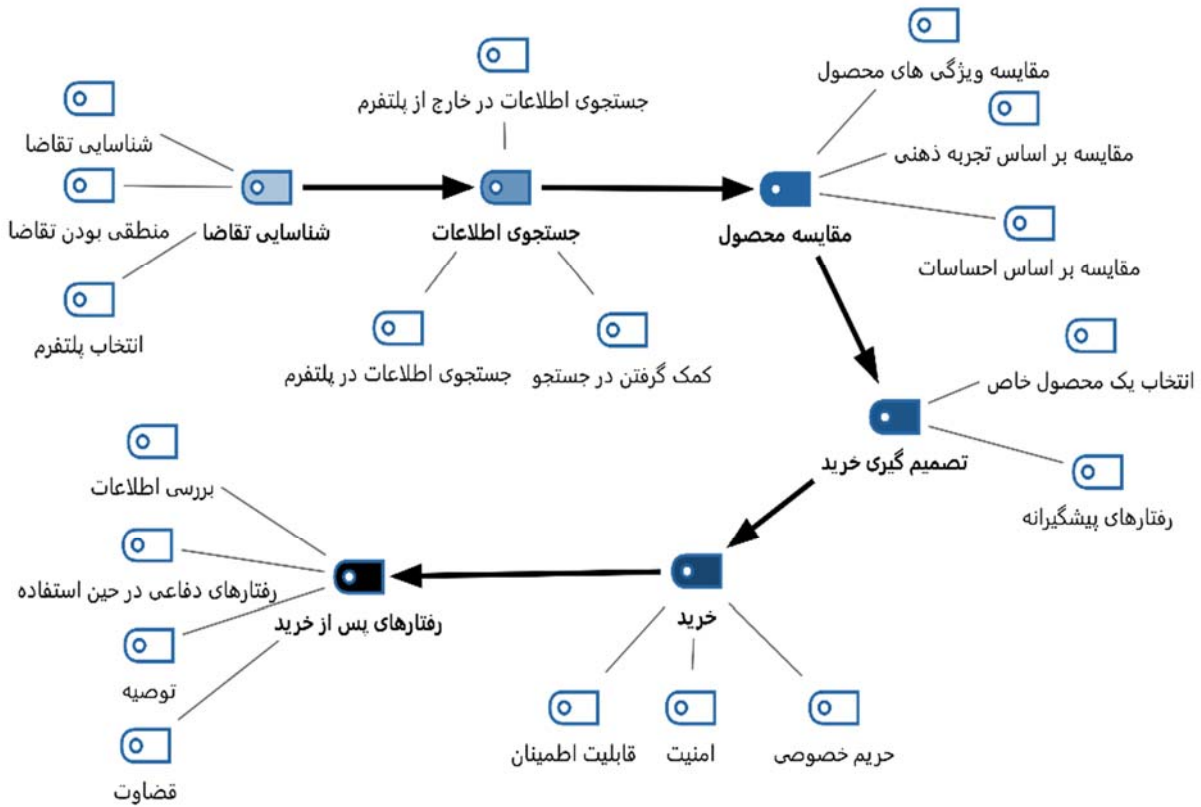 مقایسه ویژگی های محصول
جستجوی اطلاعات در خارج از پلتفرم
شناسایی تقاضا
مقایسه بر اساس تجربه ذهنی
منطقی بودن تقاضا
شناسایی تقاضا
جستجوی اطلاعات
مقایسه محصول
مقایسه بر اساس احساسات
انتخاب پلتفرم
جستجوی اطلاعات در پلتفرم
کمک گرفتن در جستجو
انتخاب یک محصول خاص
تصمیم گیری خرید
رفتارهای پیشگیرانه
بررسی اطلاعات
رفتارهای دفاعی در حین استفاده
رفتارهای پس از خرید
خرید
توصیه
قضاوت
قابلیت اطمینان
امنیت
حریم خصوصی